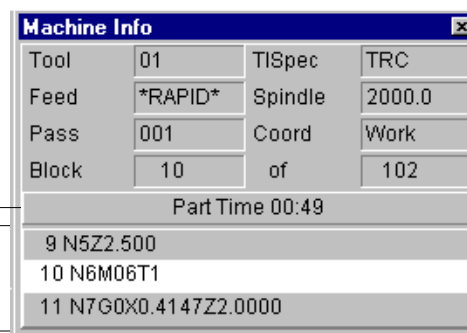 Machine Info
Tool 01 TlSpec TRC
Feed *RAPID* Spindle 2000.0
Pass 001 Coord Work
Block 10 of 102
Part Time 00:49
9 N5Z2.500
10 N6M06T1
11 N7G0X0.4147Z2.0000